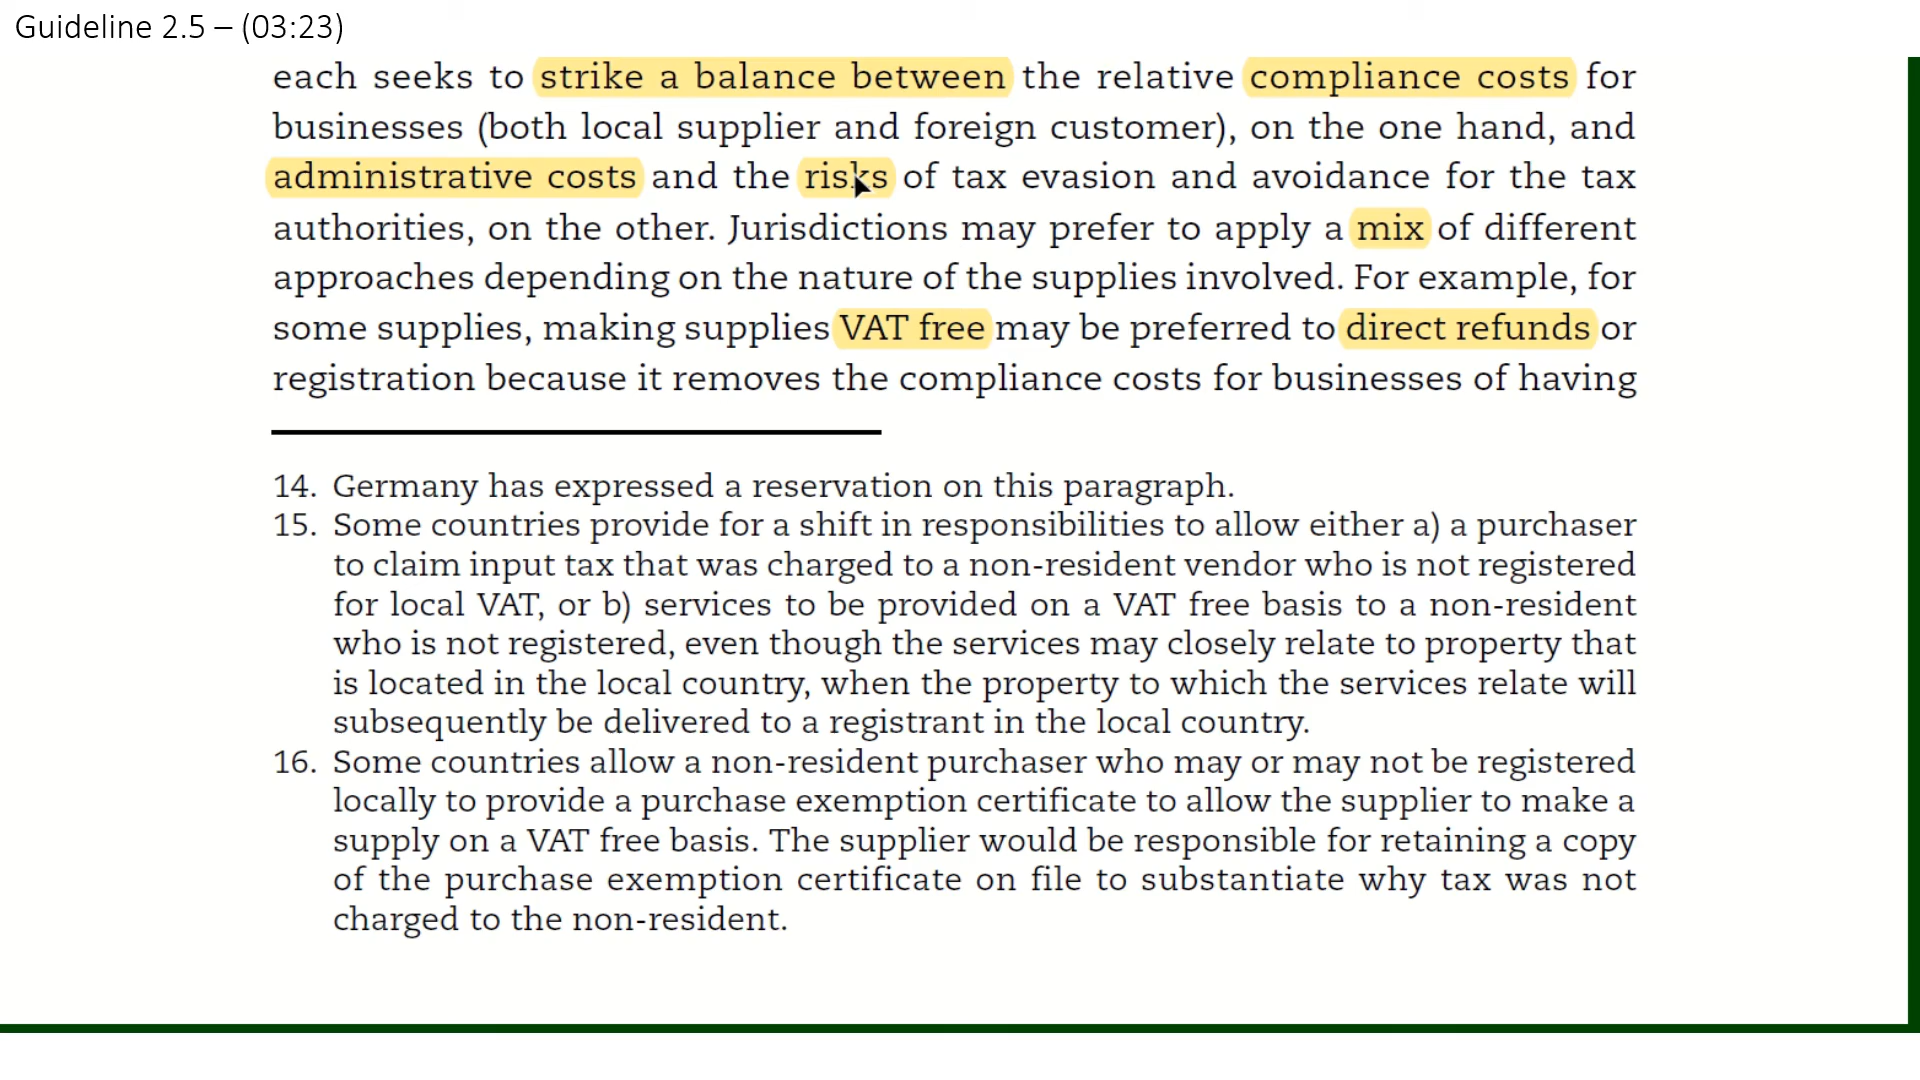 Guideline 2.5 – (03:23)
each seeks to strike a balance between the relative compliance costs for
businesses (both local supplier and foreign customer), on the one hand, and
administrative costs and the risks of tax evasion and avoidance for the tax
authorities, on the other. Jurisdictions may prefer to apply a mix of different
approaches depending on the nature of the supplies involved. For example, for
some supplies, making supplies VAT free may be preferred to direct refunds or
registration because it removes the compliance costs for businesses of having
14. Germany has expressed a reservation on this paragraph.
15. Some countries provide for a shift in responsibilities to allow either a) a purchaser
to claim input tax that was charged to a non-resident vendor who is not registered
for local VAT, or b) services to be provided on a VAT free basis to a non-resident
who is not registered, even though the services may closely relate to property that
is located in the local country, when the property to which the services relate will
subsequently be delivered to a registrant in the local country.
16. Some countries allow a non-resident purchaser who may or may not be registered
locally to provide a purchase exemption certificate to allow the supplier to make a
supply on a VAT free basis. The supplier would be responsible for retaining a copy
of the purchase exemption certificate on file to substantiate why tax was not
charged to the non-resident.